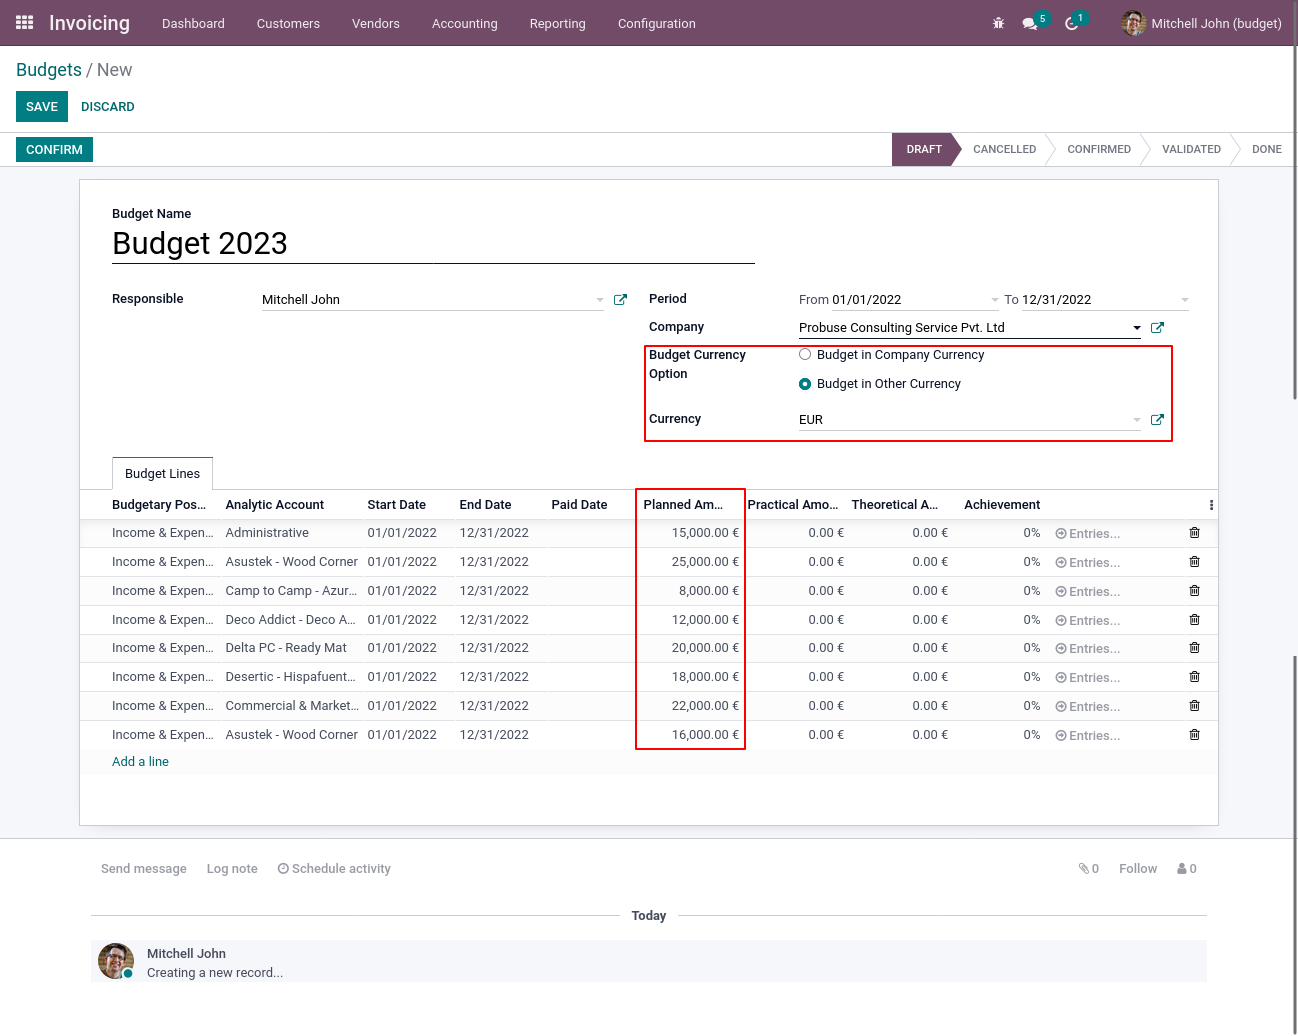 Invoicing Dashboard Customers Vendors Accounting Reporting Configuration 5 1 Mitchell John (budget)
Budgets / New
SAVE DISCARD
CONFIRM DRAFT CANCELLED CONFIRMED VALIDATED DONE
Budget Name
Budget 2023
Responsible Mitchell John Period From 01/01/2022 To 12/31/2022
Company Probuse Consulting Service Pvt. Ltd
Budget Currency Option Budget in Company Currency
Budget in Other Currency
Currency EUR
Budget Lines
Budgetary Pos... Analytic Account Start Date End Date Paid Date Planned Am... Practical Amo... Theoretical A... Achievement
Income & Expen... Administrative 01/01/2022 12/31/2022 15,000.00 € 0.00 € 0.00 € 0% Entries...
Income & Expen... Asustek - Wood Corner 01/01/2022 12/31/2022 25,000.00 € 0.00 € 0.00 € 0% Entries...
Income & Expen... Camp to Camp - Azur... 01/01/2022 12/31/2022 8,000.00 € 0.00 € 0.00 € 0% Entries...
Income & Expen... Deco Addict - Deco A... 01/01/2022 12/31/2022 12,000.00 € 0.00 € 0.00 € 0% Entries...
Income & Expen... Delta PC - Ready Mat 01/01/2022 12/31/2022 20,000.00 € 0.00 € 0.00 € 0% Entries...
Income & Expen... Desertic - Hispafuent... 01/01/2022 12/31/2022 18,000.00 € 0.00 € 0.00 € 0% Entries...
Income & Expen... Commercial & Market... 01/01/2022 12/31/2022 22,000.00 € 0.00 € 0.00 € 0% Entries...
Income & Expen... Asustek - Wood Corner 01/01/2022 12/31/2022 16,000.00 € 0.00 € 0.00 € 0% Entries...
Add a line
Send message Log note Schedule activity 0 Follow 0
Today
Mitchell John
Creating a new record...